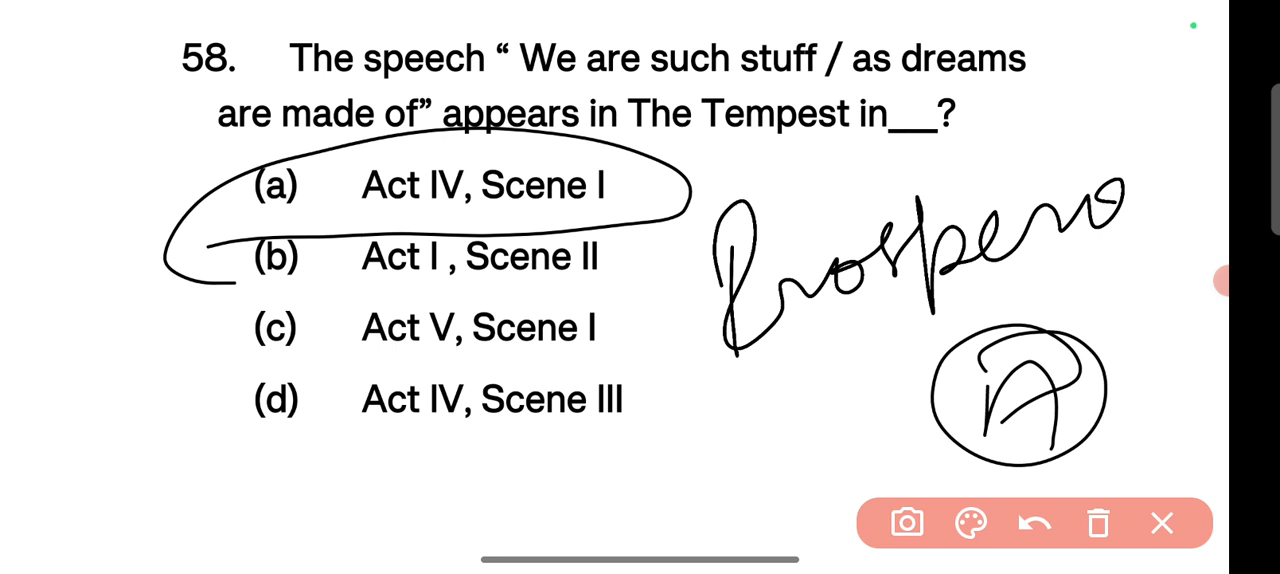 58. The speech “ We are such stuff / as dreams
are made of” appears in The Tempest in___?
(a) Act IV, Scene I
(b) Act I , Scene II
(c) Act V, Scene I
(d) Act IV, Scene III
Prospero